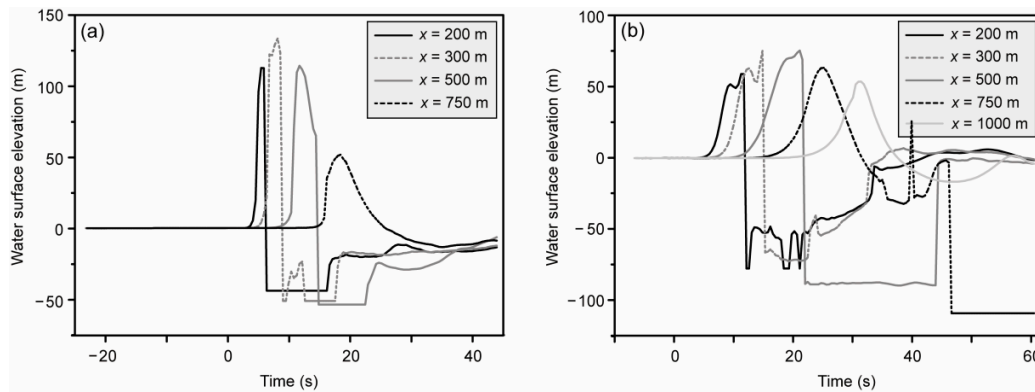 (a)
x = 200 m
x = 300 m
x = 500 m
x = 750 m
150
100
50
0
−50
Water surface elevation (m)
−20
0
20
40
Time (s)
(b)
x = 200 m
x = 300 m
x = 500 m
x = 750 m
x = 1000 m
100
50
0
−50
−100
Water surface elevation (m)
0
20
40
60
Time (s)